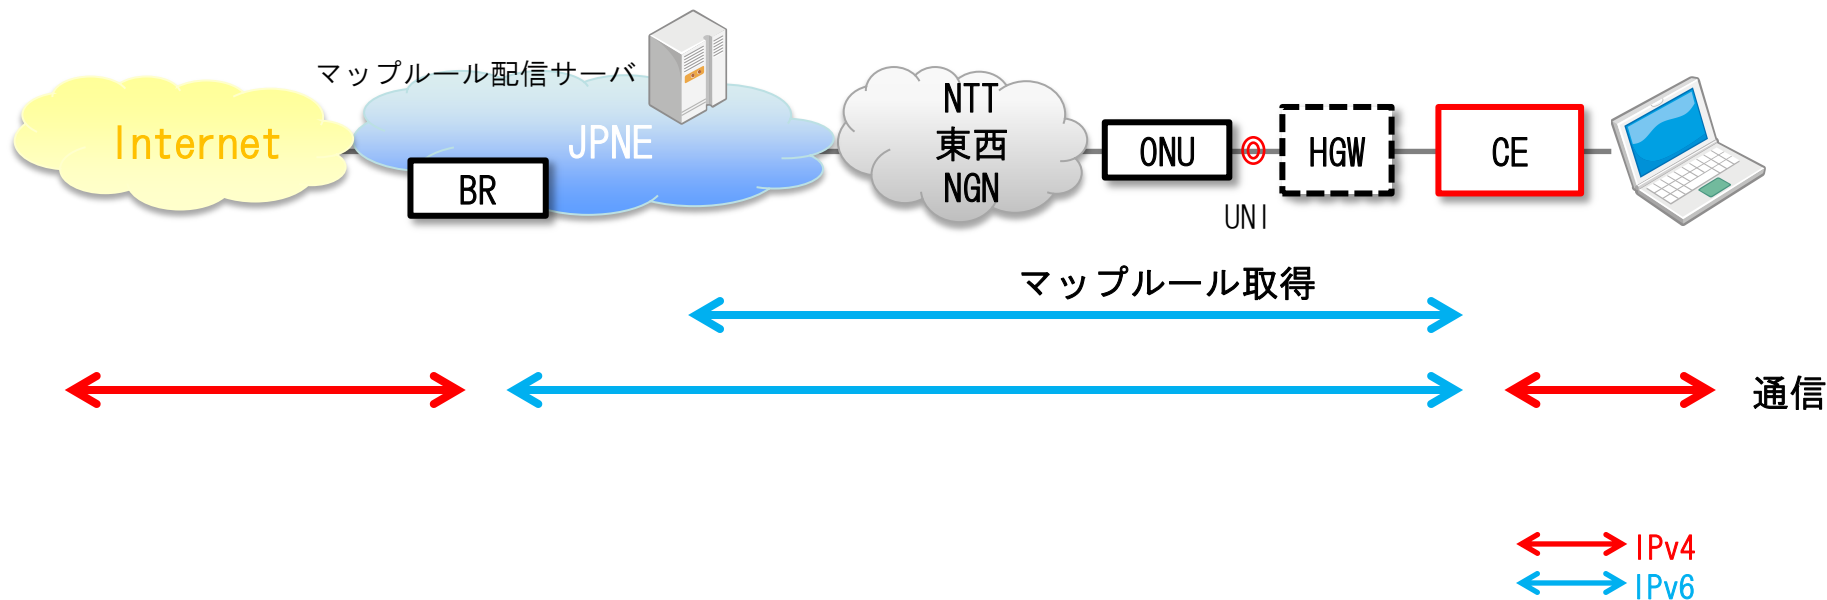 マップルール配信サーバ
Internet
JPNE
BR
NTT
東西
NGN
ONU
UNI
HGW
CE
マップルール取得
通信
IPv4
IPv6